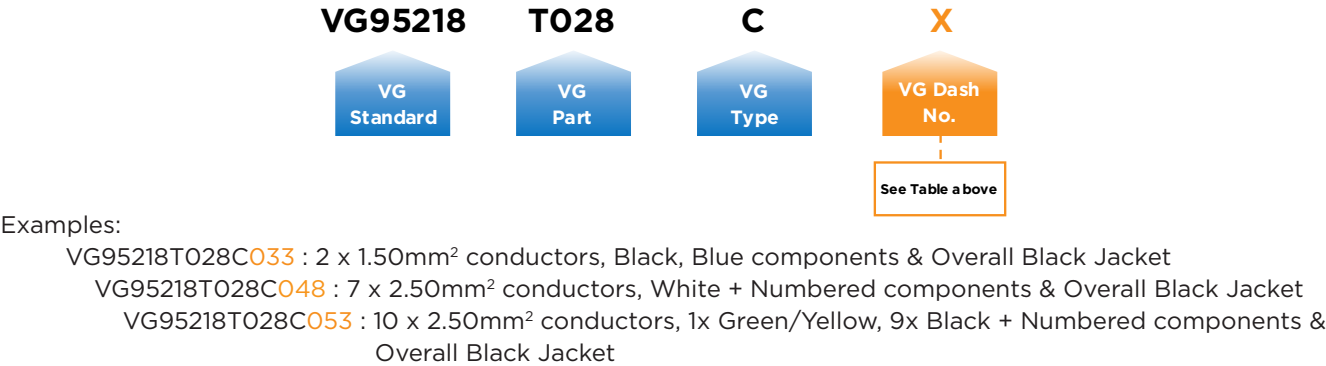 VG95218 T028 C X
VG Standard
VG Part
VG Type
VG Dash No.
See Table above
Examples:
VG95218T028C033 : 2 x 1.50mm² conductors, Black, Blue components & Overall Black Jacket
VG95218T028C048 : 7 x 2.50mm² conductors, White + Numbered components & Overall Black Jacket
VG95218T028C053 : 10 x 2.50mm² conductors, 1x Green/Yellow, 9x Black + Numbered components &
Overall Black Jacket